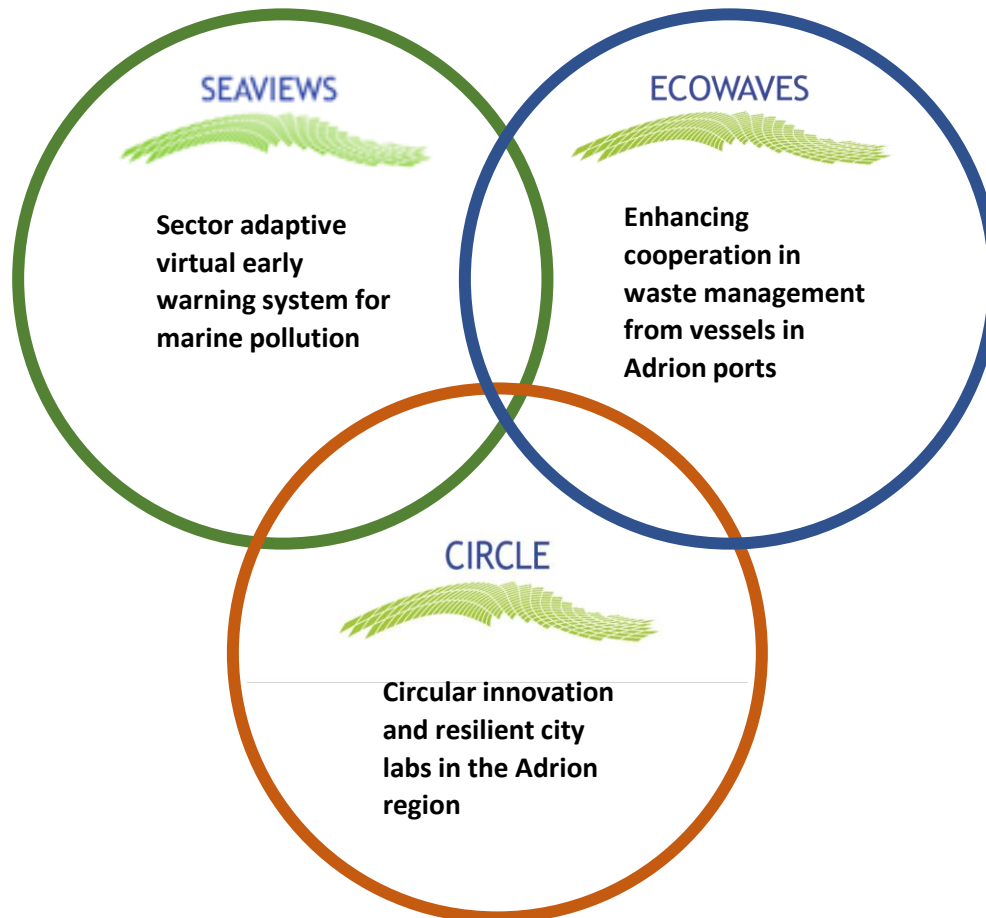 SEAVIEWS
Sector adaptive
virtual early
warning system for
marine pollution
ECOWAVES
Enhancing
cooperation in
waste management
from vessels in
Adrion ports
CIRCLE
Circular innovation
and resilient city
labs in the Adrion
region